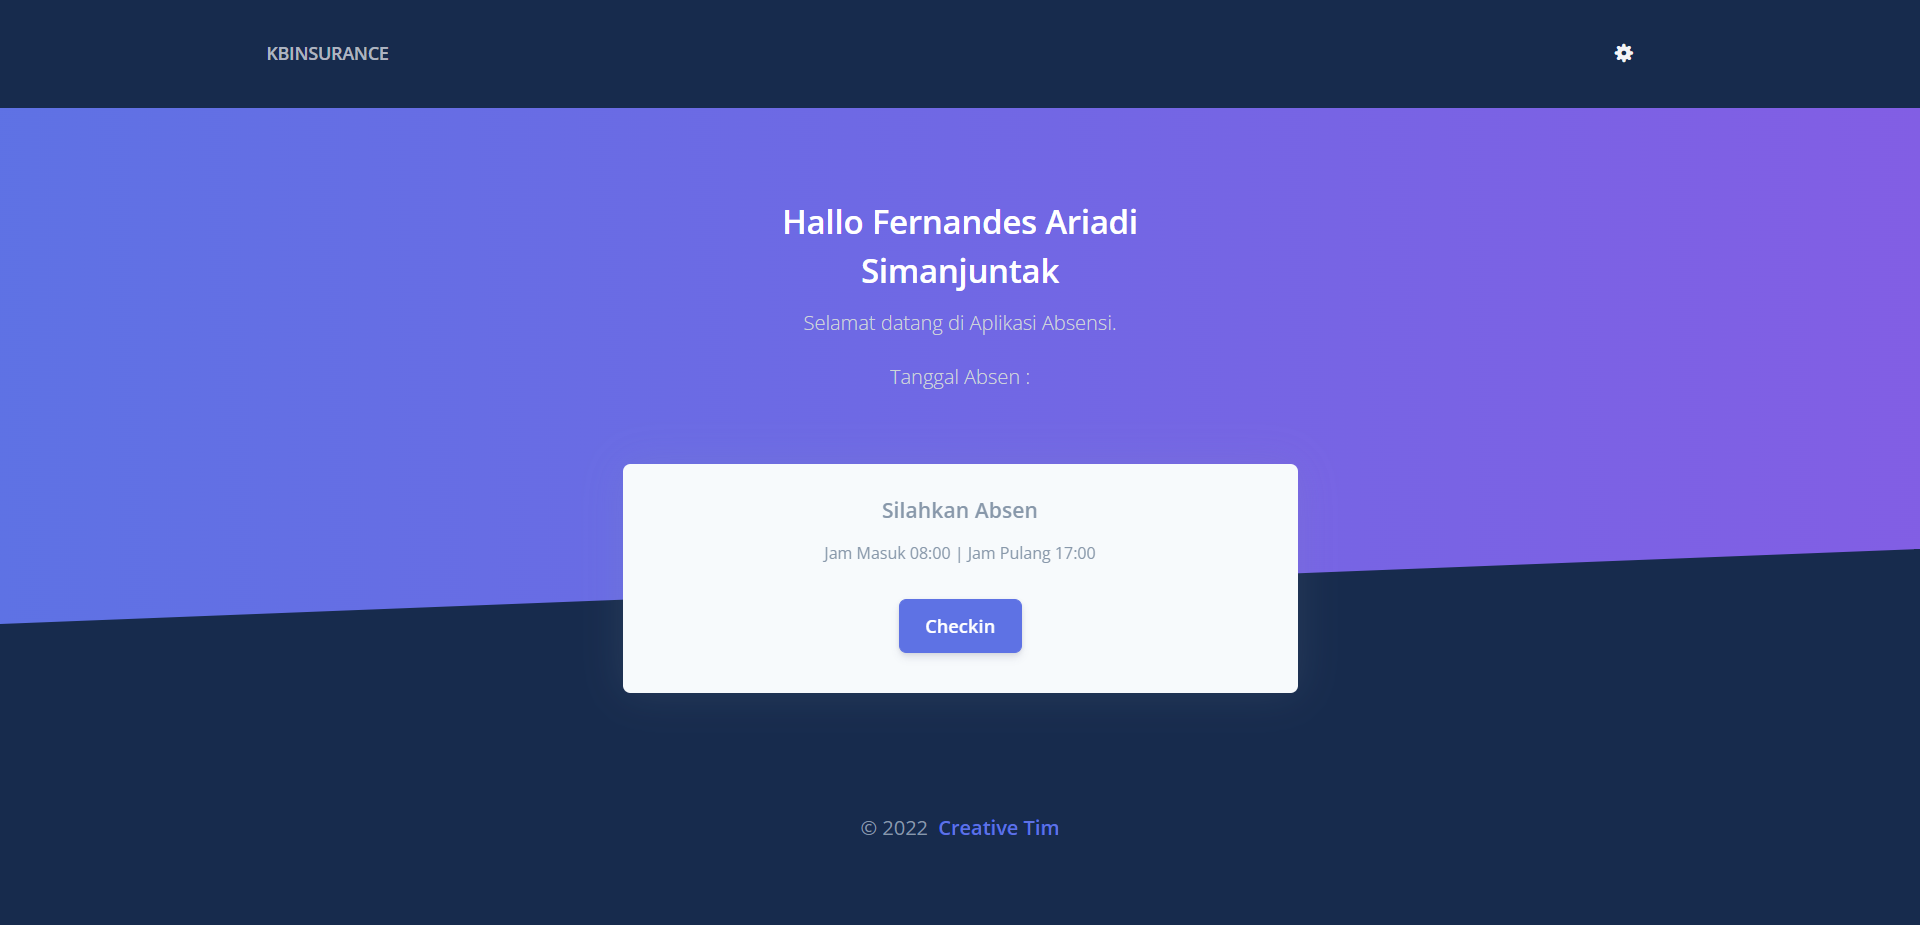 KBINSURANCE
Hallo Fernandes Ariadi
Simanjuntak
Selamat datang di Aplikasi Absensi.
Tanggal Absen :
Silahkan Absen
Jam Masuk 08:00 | Jam Pulang 17:00
Checkin
© 2022 Creative Tim